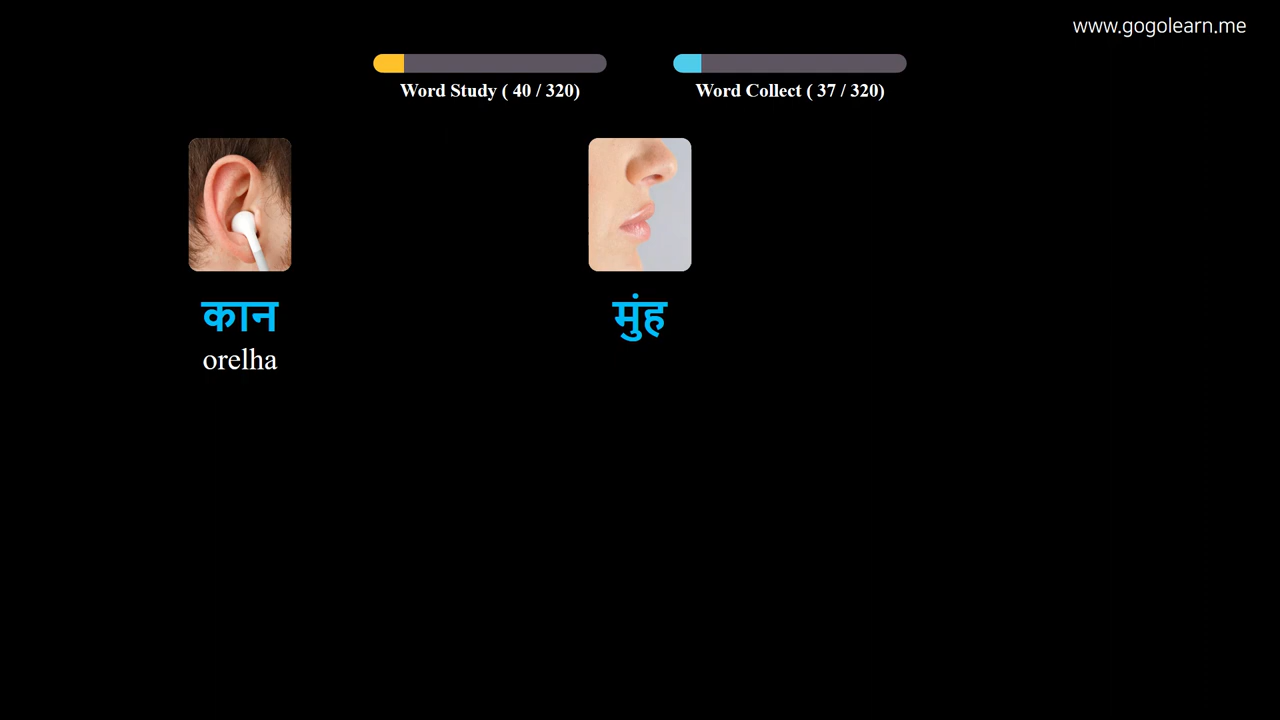 www.gogolearn.me
Word Study ( 40 / 320)
Word Collect ( 37 / 320)
कान
orelha
मुंह